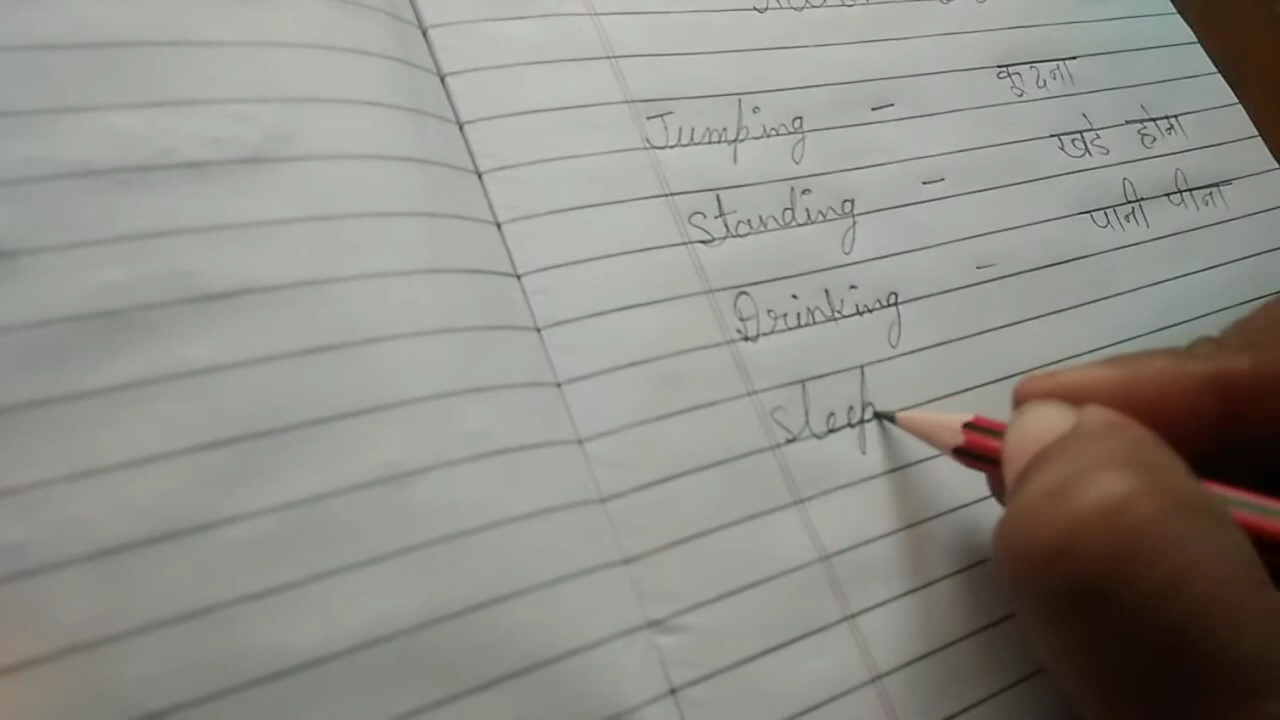 Jumping - कूदना
Standing - खडे होना
Drinking - पानी पीना
Sleep